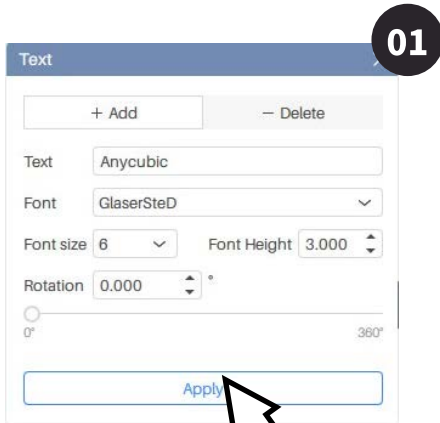 01
Text
+ Add
− Delete
Text Anycubic
Font GlaserSteD
Font size 6 Font Height 3.000
Rotation 0.000 °
0° 360°
Apply